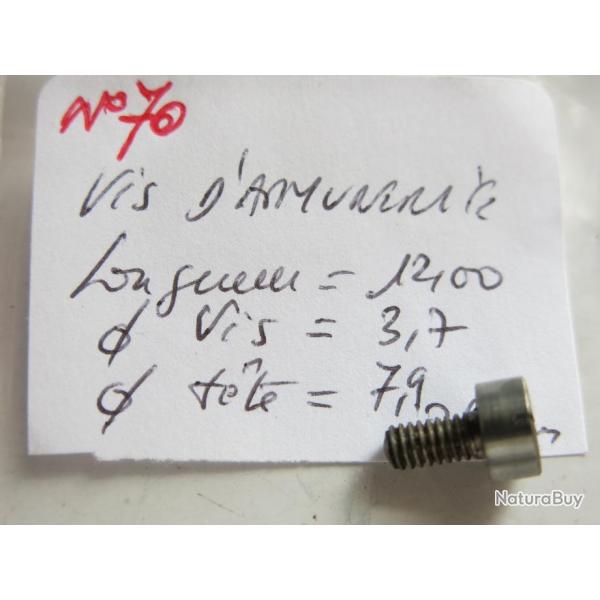 N° 70
Vis D'ARMURERIE
Longueur = 12,00
ϕ Vis = 3,7
ϕ tête = 7,9
NaturaBuy